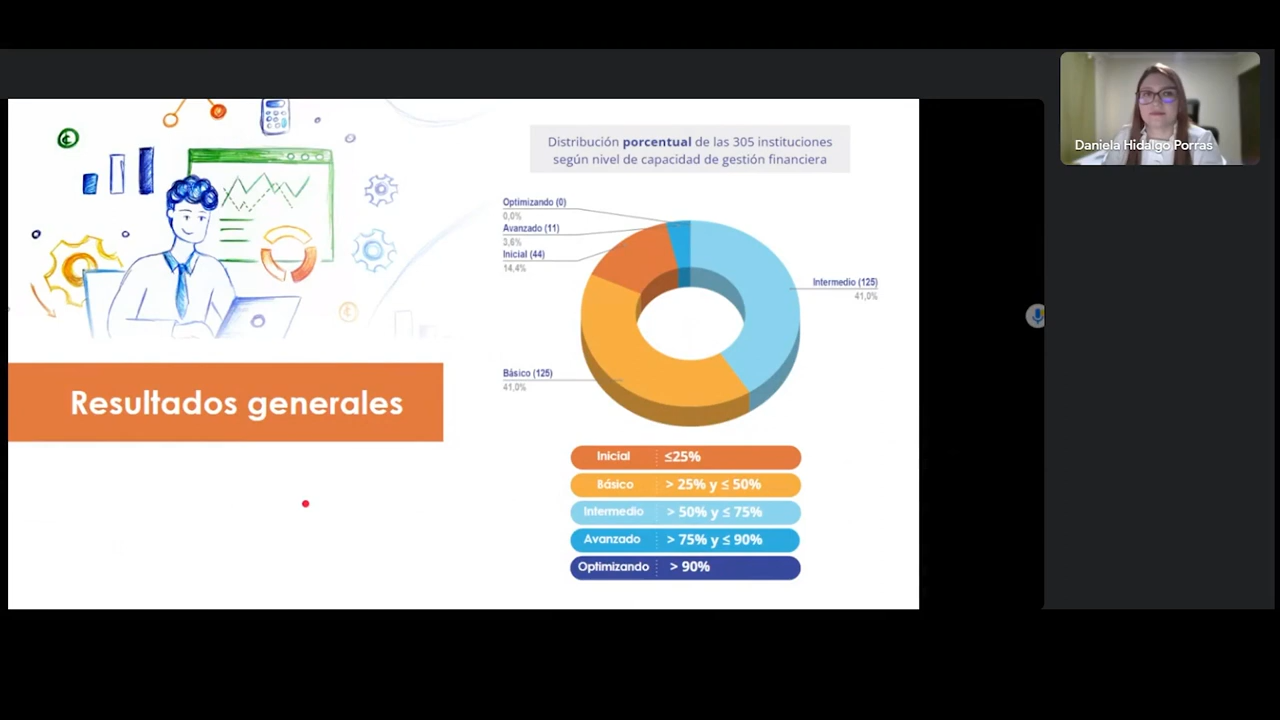 Distribución porcentual de las 305 instituciones
según nivel de capacidad de gestión financiera
Optimizando (0)
0,0%
Avanzado (11)
3,6%
Inicial (44)
14,4%
Intermedio (125)
41,0%
Básico (125)
41,0%
Resultados generales
Inicial ≤25%
Básico > 25% y ≤ 50%
Intermedio > 50% y ≤ 75%
Avanzado > 75% y ≤ 90%
Optimizando > 90%
Daniela Hidalgo Porras